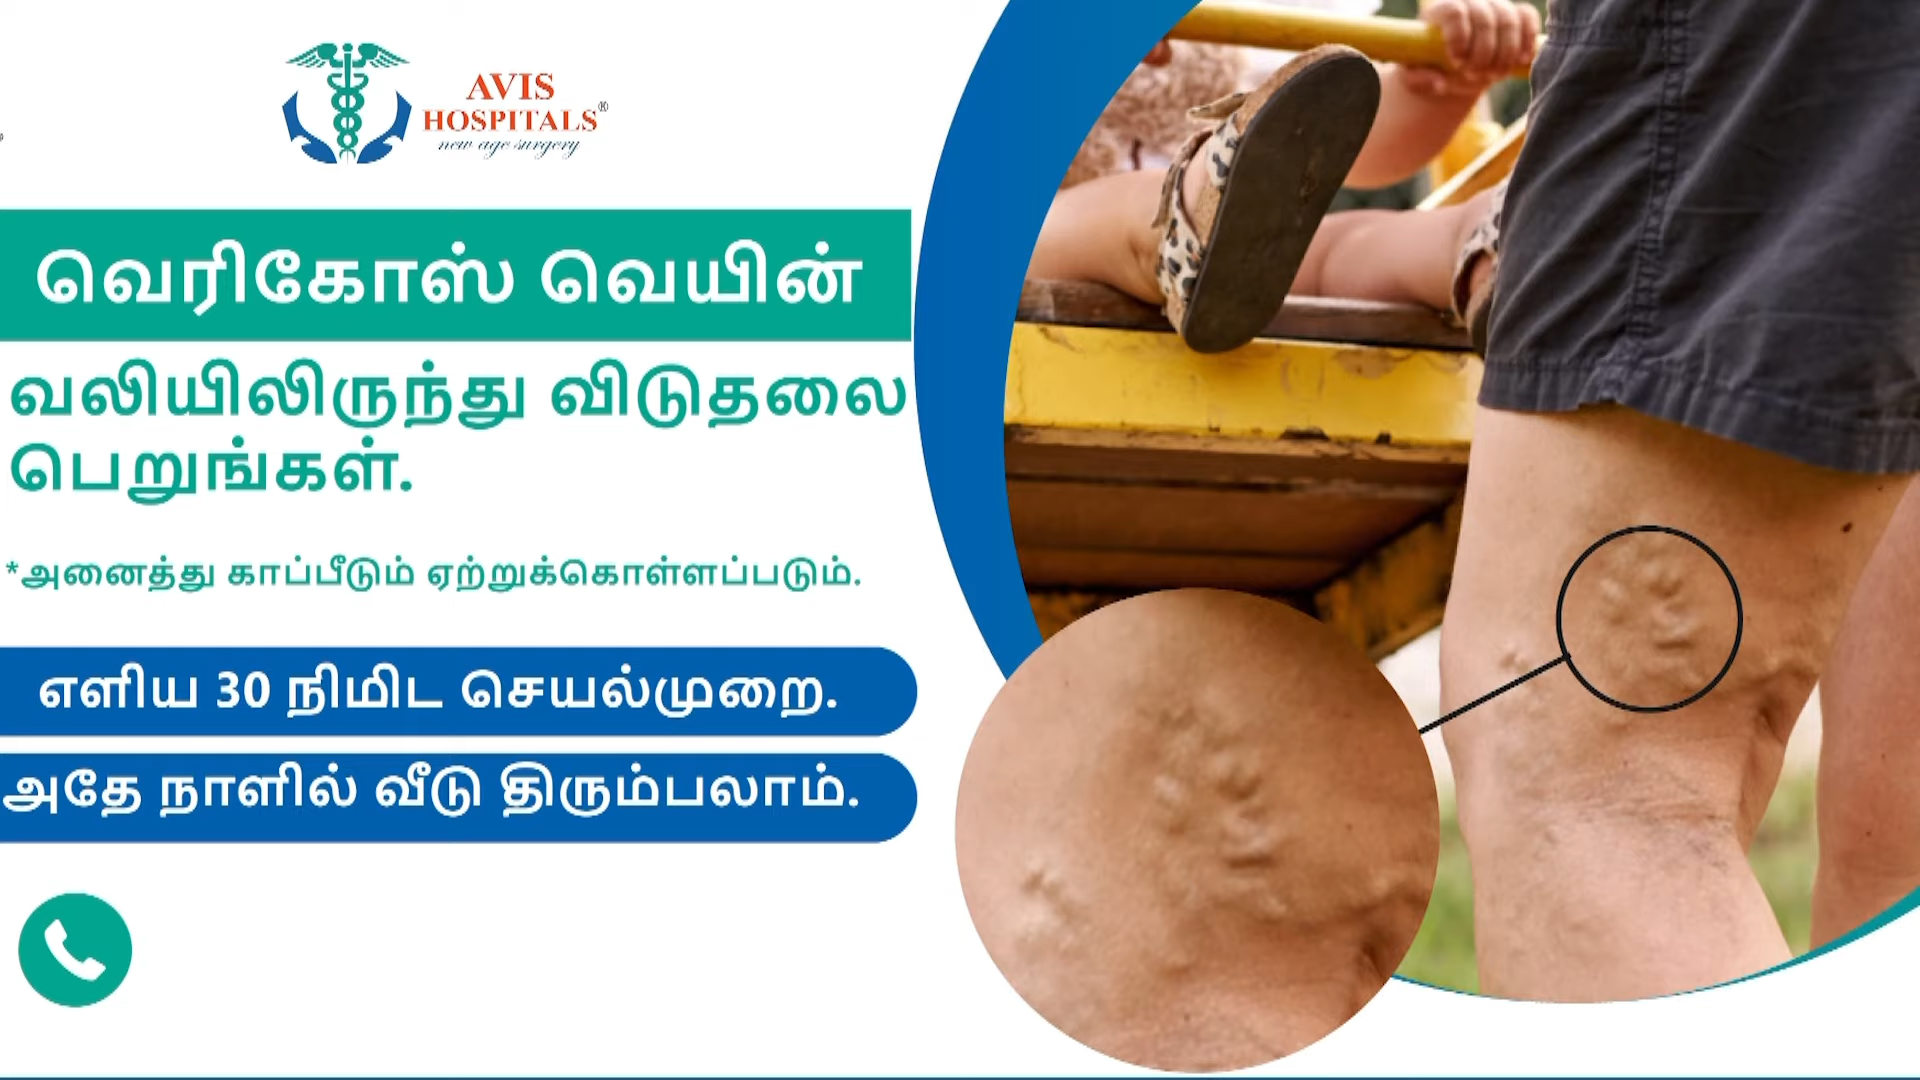 AVIS
HOSPITALS®
new age surgery
வெரிகோஸ் வெயின்
வலியிலிருந்து விடுதலை
பெறுங்கள்.
*அனைத்து காப்பீடும் ஏற்றுக்கொள்ளப்படும்.
எளிய 30 நிமிட செயல்முறை.
அதே நாளில் வீடு திரும்பலாம்.